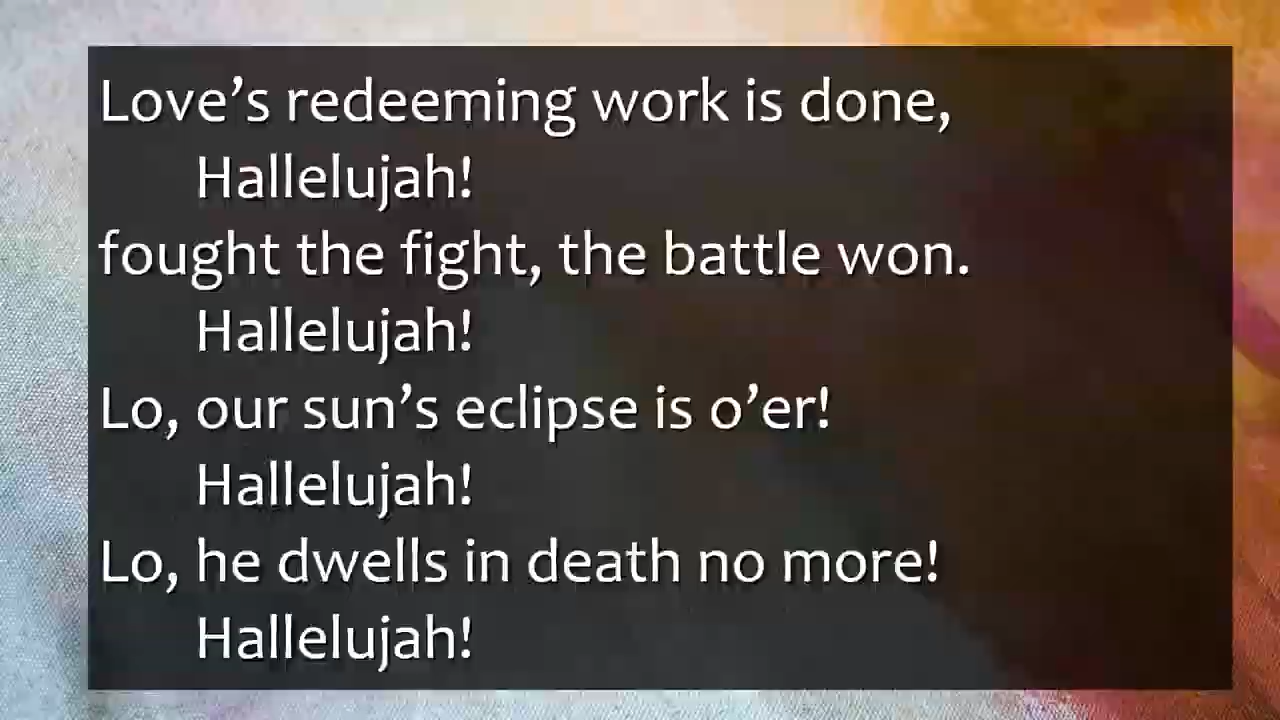 Love’s redeeming work is done,
Hallelujah!
fought the fight, the battle won.
Hallelujah!
Lo, our sun’s eclipse is o’er!
Hallelujah!
Lo, he dwells in death no more!
Hallelujah!